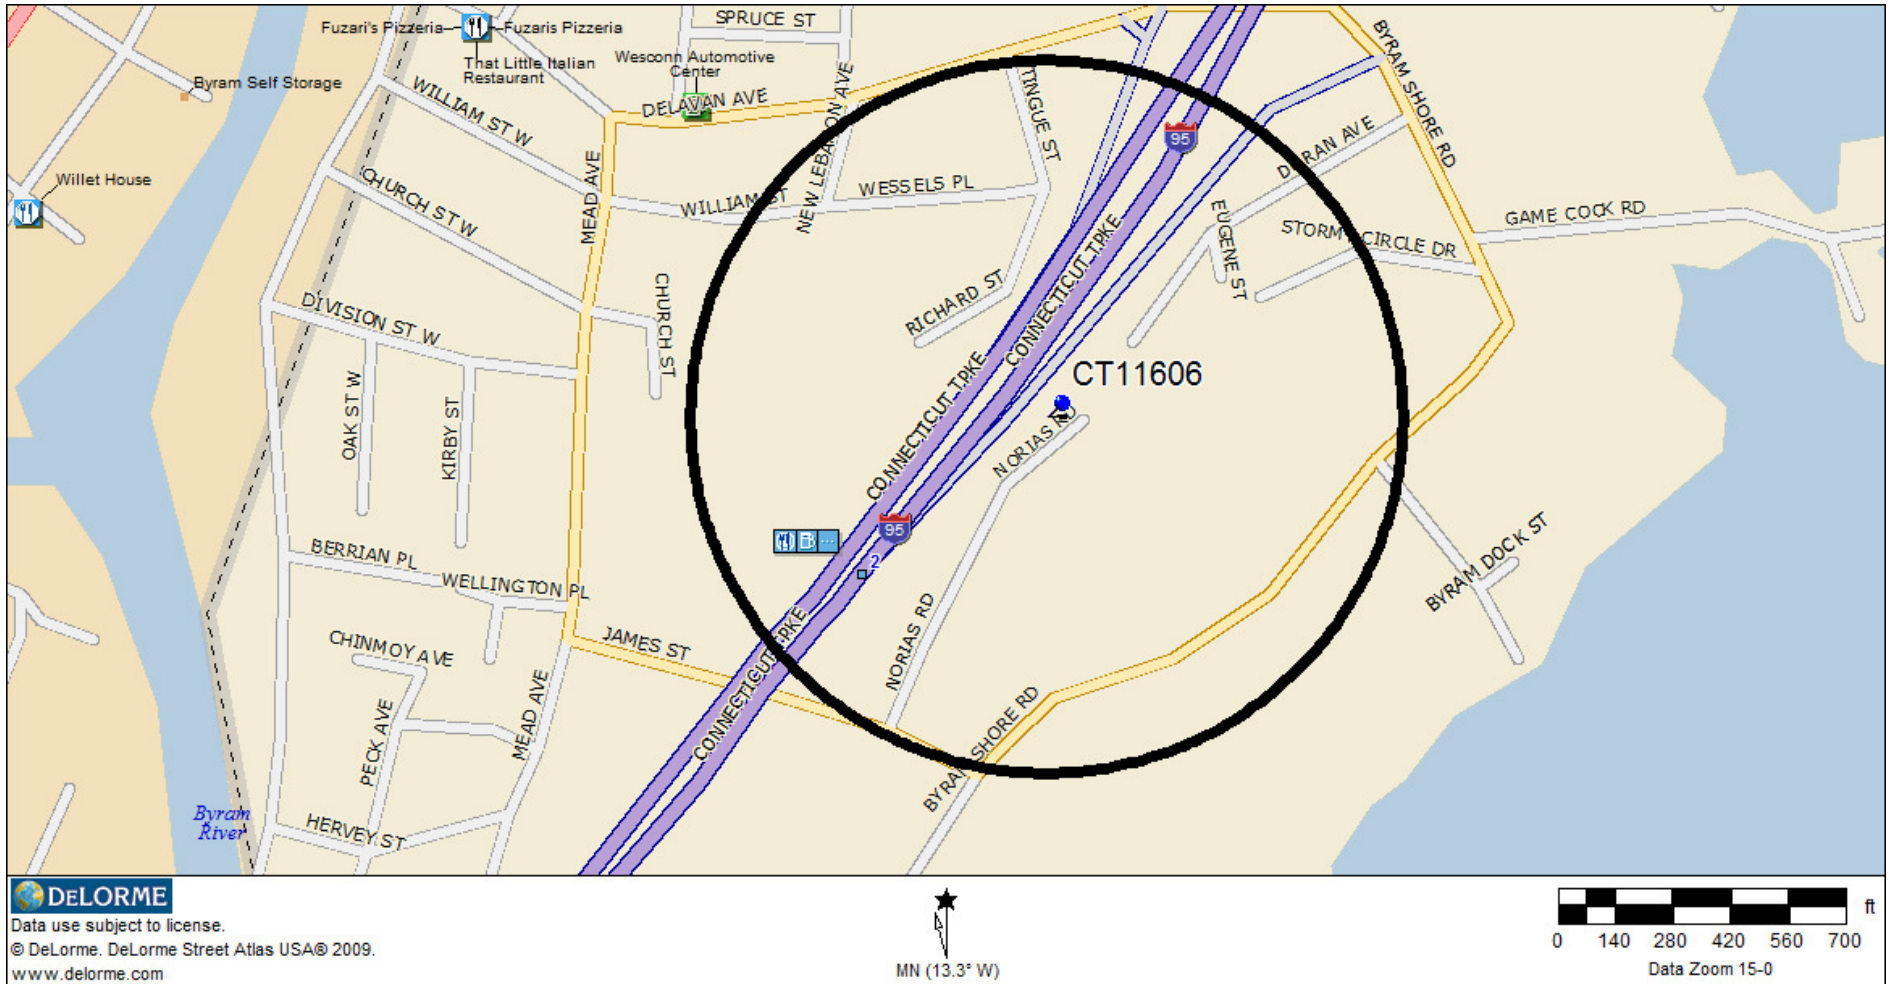 SPRUCE ST
Fuzari's Pizzeria
Fuzaris Pizzeria
That Little Italian
Restaurant
Wesconn Automotive
Center
Byram Self Storage
WILLIAM ST W
DELAVAN AVE
NEW LEBANON AVE
TINGUE ST
95
BYRAM SHORE RD
DURAN AVE
Willet House
CHURCH ST W
MEAD AVE
WILLIAM ST
WESSELS PL
EUGENE ST
STORMY CIRCLE DR
GAME COCK RD
CHURCH ST
RICHARD ST
CONNECTICUT TPKE
DIVISION ST W
CONNECTICUT TPKE
CT11606
OAK ST W
KIRBY ST
NORIAS RD
95
2
BYRAM DOCK ST
BERRIAN PL
WELLINGTON PL
CHINMOY AVE
JAMES ST
CONNECTICUT TPKE
NORIAS RD
PECK AVE
MEAD AVE
BYRAM SHORE RD
Byram
River
HERVEY ST
DELORME
Data use subject to license.
© DeLorme. DeLorme Street Atlas USA® 2009.
www.delorme.com
MN (13.3° W)
ft
0 140 280 420 560 700
Data Zoom 15-0